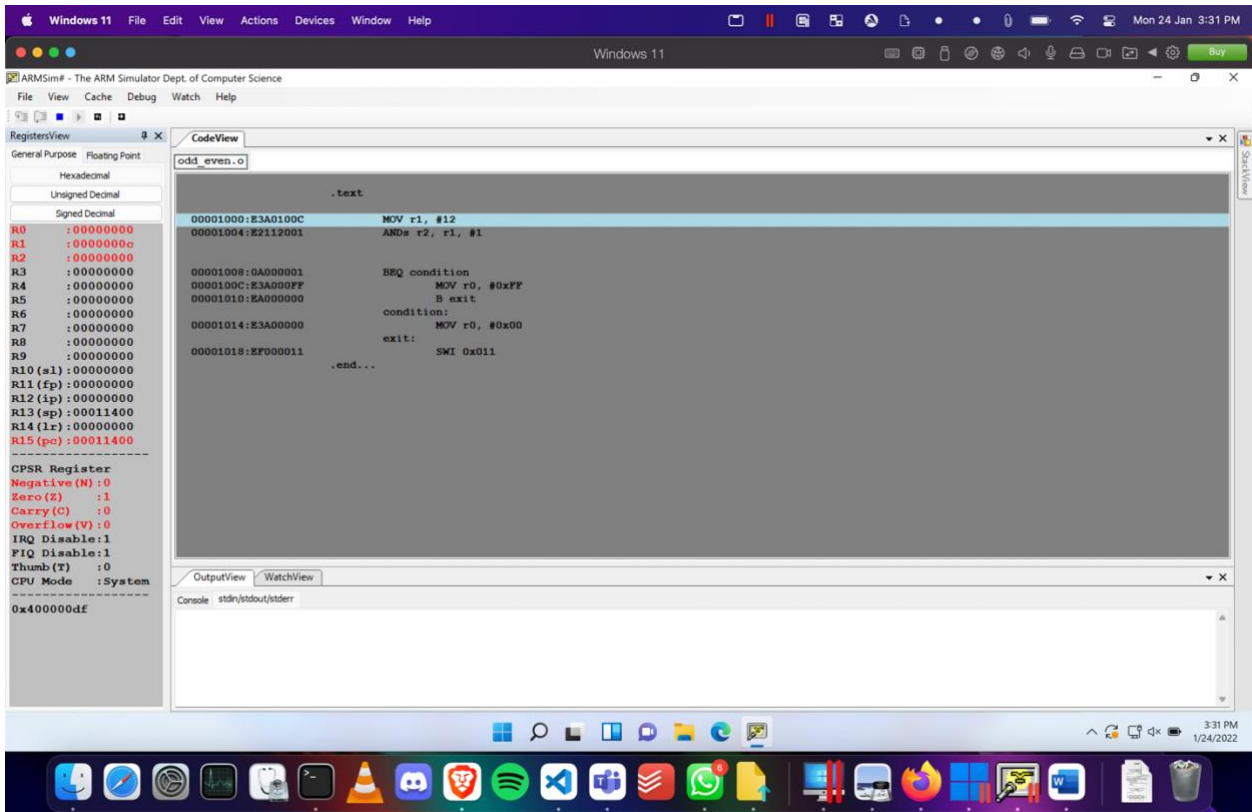 Windows 11 File Edit View Actions Devices Window Help Mon 24 Jan 3:31 PM
Windows 11 Buy
ARMSim# - The ARM Simulator Dept. of Computer Science
File View Cache Debug Watch Help
RegistersView
General Purpose Floating Point
Hexadecimal
Unsigned Decimal
Signed Decimal
R0 :00000000
R1 :0000000c
R2 :00000000
R3 :00000000
R4 :00000000
R5 :00000000
R6 :00000000
R7 :00000000
R8 :00000000
R9 :00000000
R10(sl):00000000
R11(fp):00000000
R12(ip):00000000
R13(sp):00011400
R14(lr):00000000
R15(pc):00011400
-------------------
CPSR Register
Negative(N):0
Zero(Z) :1
Carry(C) :0
Overflow(V):0
IRQ Disable:1
FIQ Disable:1
Thumb(T) :0
CPU Mode :System
-------------------
0x400000df
CodeView
odd_even.o
.text
00001000:E3A0100C MOV r1, #12
00001004:E2112001 ANDs r2, r1, #1
00001008:0A000001 BEQ condition
0000100C:E3A000FF MOV r0, #0xFF
00001010:EA000000 B exit
condition:
00001014:E3A00000 MOV r0, #0x00
exit:
00001018:EF000011 SWI 0x011
.end...
StackView
OutputView WatchView
Console stdin/stdout/stderr
3:31 PM
1/24/2022
6